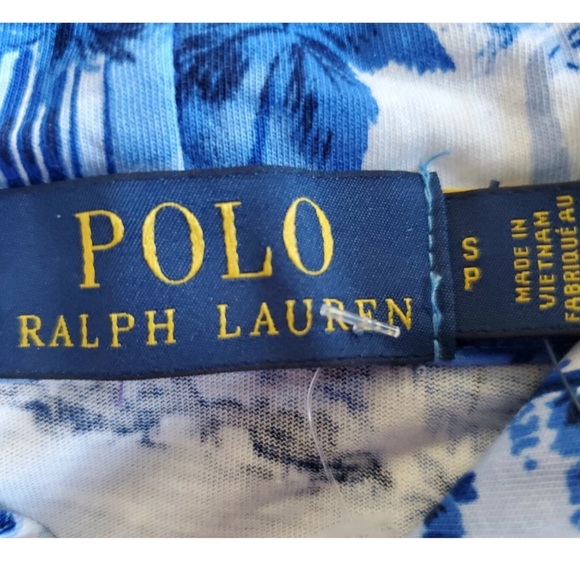 POLO
RALPH LAUREN
S
P
MADE IN
VIETNAM
FABRIQUÉ AU